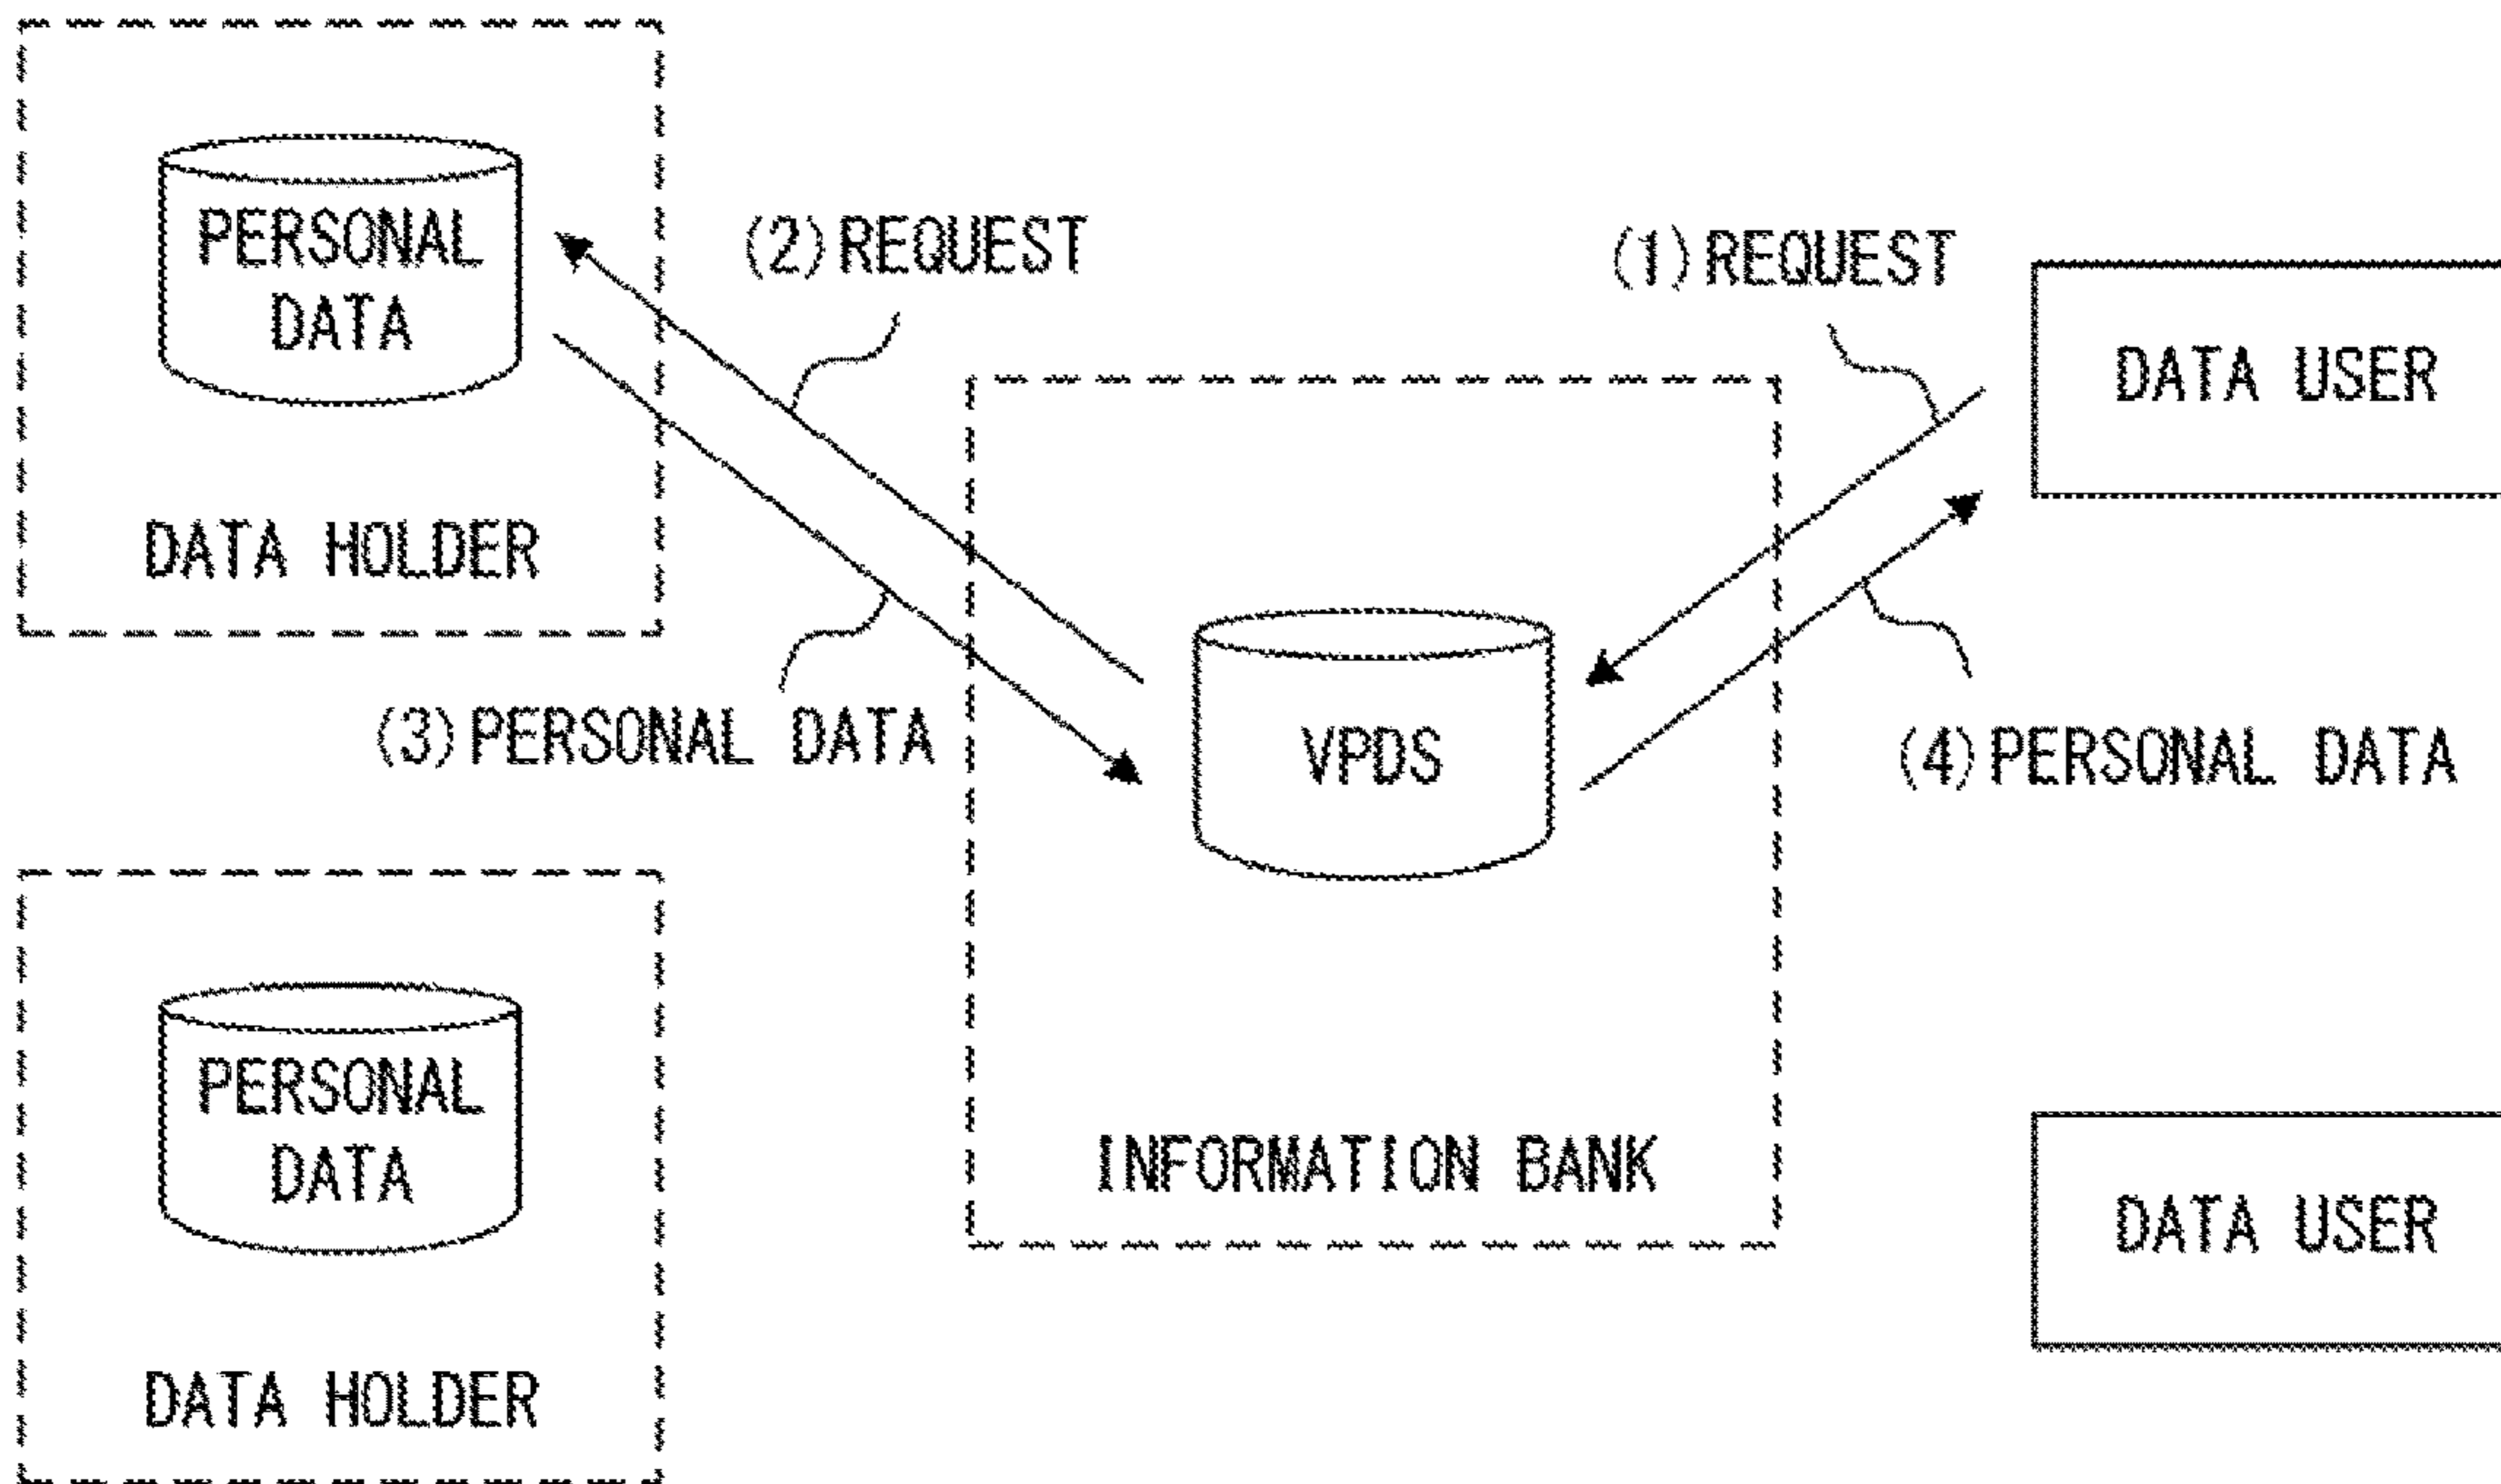 PERSONAL
DATA
DATA HOLDER
(2) REQUEST
(1) REQUEST
DATA USER
(3) PERSONAL DATA
VPDS
(4) PERSONAL DATA
INFORMATION BANK
PERSONAL
DATA
DATA HOLDER
DATA USER